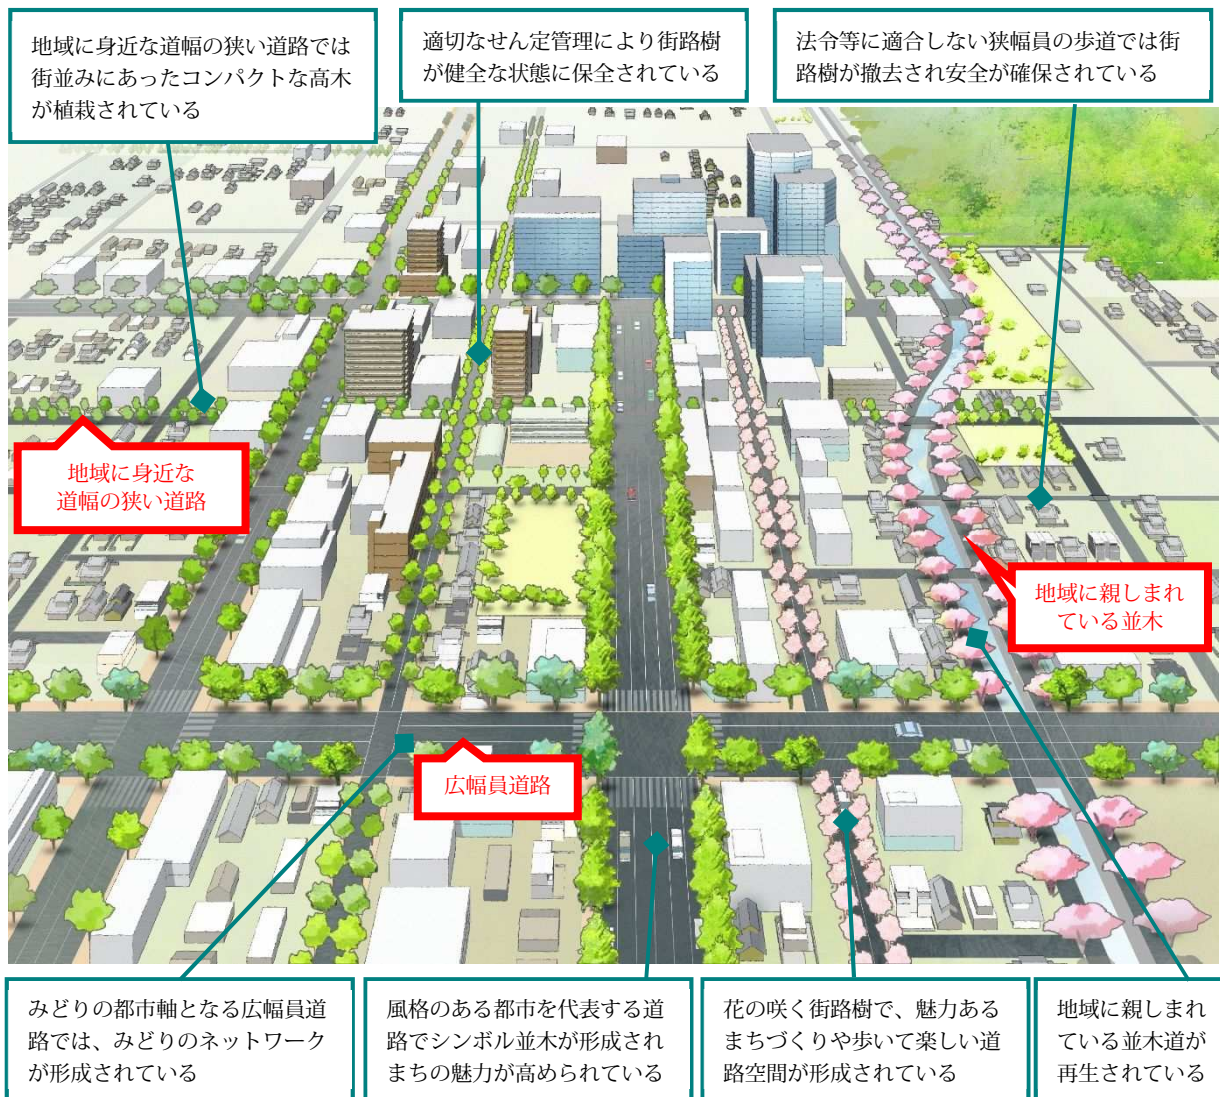 地域に身近な道幅の狭い道路では
街並みにあったコンパクトな高木
が植栽されている
適切なせん定管理により街路樹
が健全な状態に保全されている
法令等に適合しない狭幅員の歩道では街
路樹が撤去され安全が確保されている
地域に身近な
道幅の狭い道路
地域に親しまれ
ている並木
広幅員道路
みどりの都市軸となる広幅員道
路では、みどりのネットワーク
が形成されている
風格のある都市を代表する道
路でシンボル並木が形成され
まちの魅力が高められている
花の咲く街路樹で、魅力ある
まちづくりや歩いて楽しい道
路空間が形成されている
地域に親しまれ
ている並木道が
再生されている